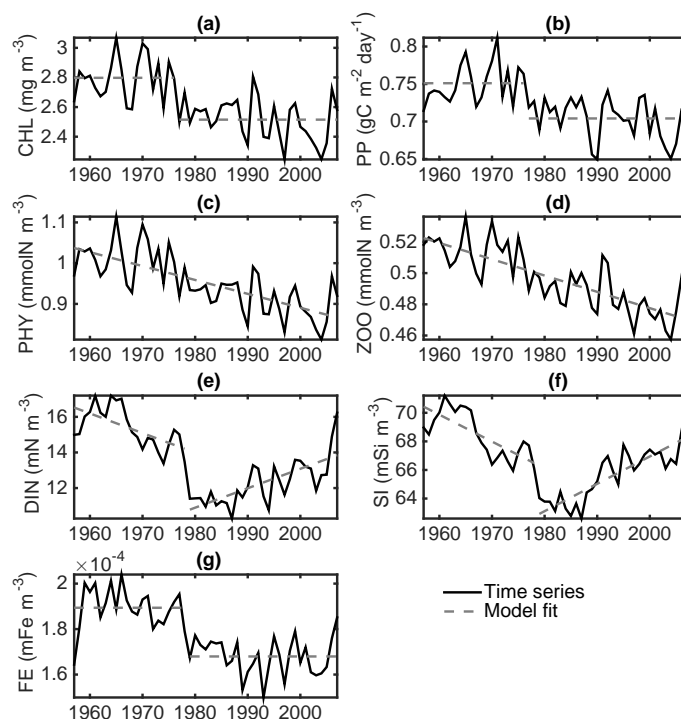 (a)
3
2.8
2.6
2.4
CHL (mg m⁻³)
1960 1970 1980 1990 2000
(b)
0.8
0.75
0.7
0.65
PP (gC m⁻² day⁻¹)
1960 1970 1980 1990 2000
(c)
1.1
1
0.9
PHY (mmolN m⁻³)
1960 1970 1980 1990 2000
(d)
0.52
0.5
0.48
0.46
ZOO (mmolN m⁻³)
1960 1970 1980 1990 2000
(e)
16
14
12
DIN (mN m⁻³)
1960 1970 1980 1990 2000
(f)
70
68
66
64
SI (mSi m⁻³)
1960 1970 1980 1990 2000
(g)
×10⁻⁴
2
1.8
1.6
1.4
FE (mFe m⁻³)
1960 1970 1980 1990 2000
Time series
Model fit